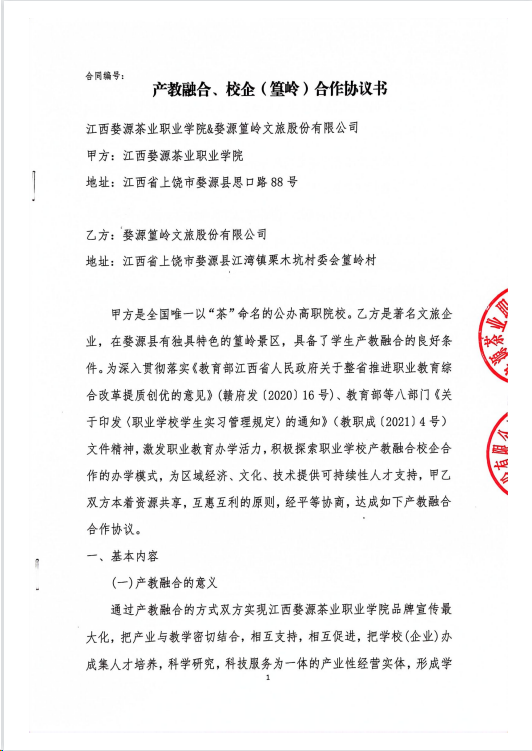 合同编号：
产教融合、校企（篁岭）合作协议书
江西婺源茶业职业学院&婺源篁岭文旅股份有限公司
甲方：江西婺源茶业职业学院
地址：江西省上饶市婺源县思口路 88 号
乙方：婺源篁岭文旅股份有限公司
地址：江西省上饶市婺源县江湾镇栗木坑村委会篁岭村
甲方是全国唯一以“茶”命名的公办高职院校。乙方是著名文旅企
业，在婺源县有独具特色的篁岭景区，具备了学生产教融合的良好条
件。为深入贯彻落实《教育部江西省人民政府关于整省推进职业教育综
合改革提质创优的意见》(赣府发〔2020〕16 号)、教育部等八部门《关
于印发〈职业学校学生实习管理规定〉的通知》（教职成〔2021〕4 号）
文件精神，激发职业教育办学活力，积极探索职业学校产教融合校企合
作的办学模式，为区域经济、文化、技术提供可持续性人才支持，甲乙
双方本着资源共享，互惠互利的原则，经平等协商，达成如下产教融合
合作协议。
一、基本内容
(一)产教融合的意义
通过产教融合的方式双方实现江西婺源茶业职业学院品牌宣传最
大化，把产业与教学密切结合，相互支持，相互促进，把学校(企业)办
成集人才培养，科学研究，科技服务为一体的产业性经营实体，形成学
1
茶业职
有限公